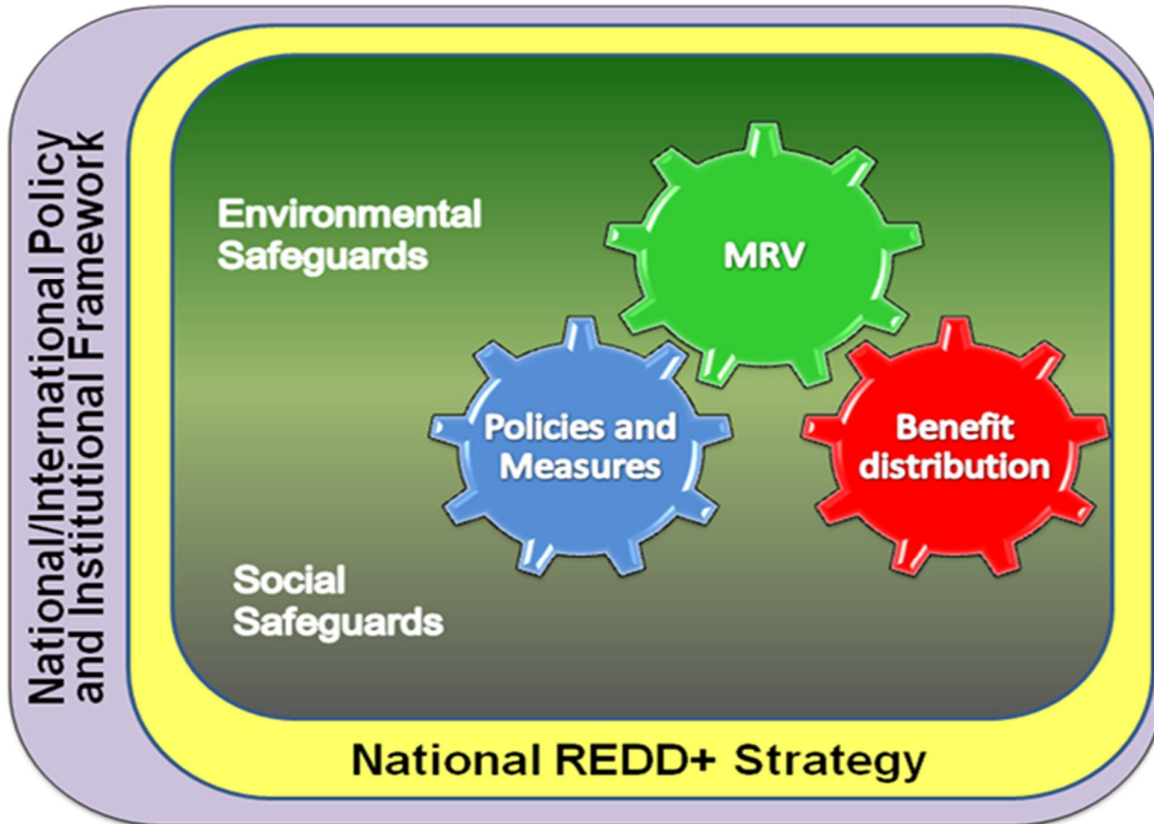 National/International Policy
and Institutional Framework
Environmental
Safeguards
MRV
Policies and
Measures
Benefit
distribution
Social
Safeguards
National REDD+ Strategy